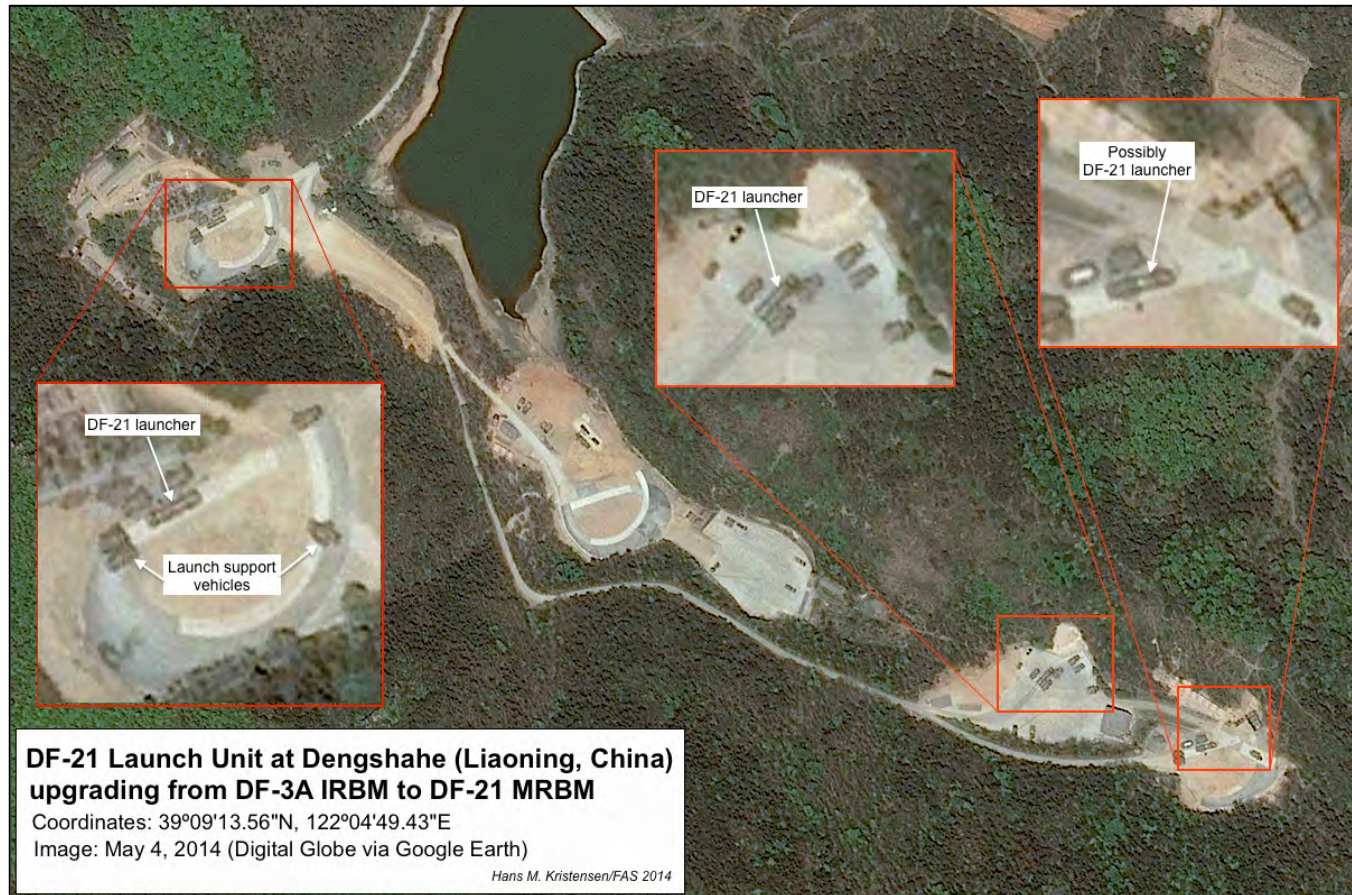 Possibly
DF-21 launcher
DF-21 launcher
DF-21 launcher
Launch support
vehicles
DF-21 Launch Unit at Dengshahe (Liaoning, China)
upgrading from DF-3A IRBM to DF-21 MRBM
Coordinates: 39º09'13.56"N, 122º04'49.43"E
Image: May 4, 2014 (Digital Globe via Google Earth)
Hans M. Kristensen/FAS 2014